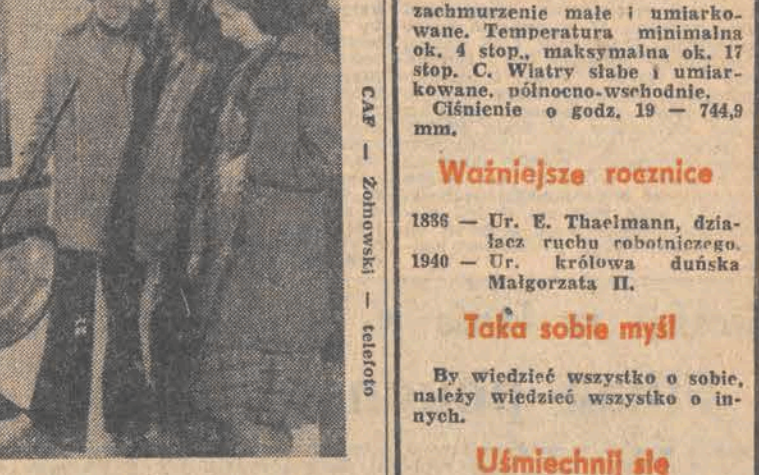 CAF — Żołnowski — telefoto
zachmurzenie małe i umiarko-
wane. Temperatura minimalna
ok. 4 stop., maksymalna ok. 17
stop. C. Wiatry słabe i umiar-
kowane, północno-wschodnie.
Ciśnienie o godz. 19 — 744,9
mm.
Ważniejsze rocznice
1886 — Ur. E. Thaelmann, dzia-
łacz ruchu robotniczego.
1940 — Ur. królowa duńska
Małgorzata II.
Taka sobie myśl
By wiedzieć wszystko o sobie,
należy wiedzieć wszystko o in-
nych.
Uśmiechnij się